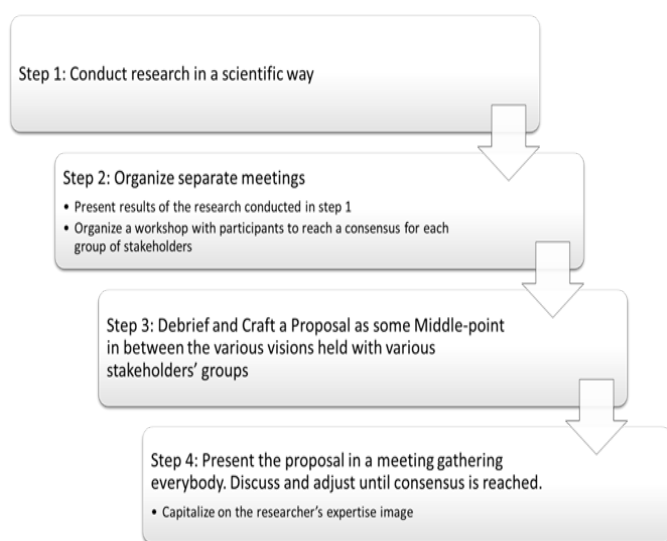 Step 1: Conduct research in a scientific way
Step 2: Organize separate meetings
• Present results of the research conducted in step 1
• Organize a workshop with participants to reach a consensus for each
group of stakeholders
Step 3: Debrief and Craft a Proposal as some Middle-point
in between the various visions held with various
stakeholders' groups
Step 4: Present the proposal in a meeting gathering
everybody. Discuss and adjust until consensus is reached.
• Capitalize on the researcher's expertise image